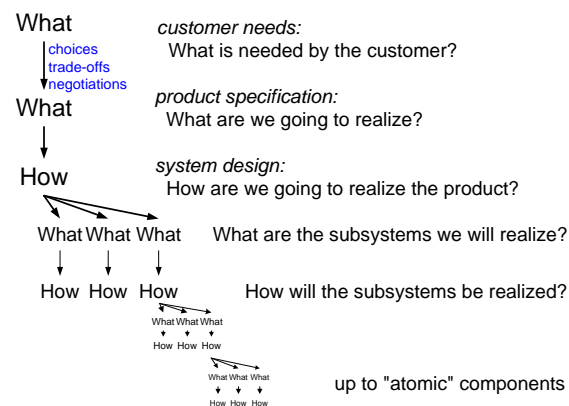 What
customer needs:
What is needed by the customer?
choices
trade-offs
negotiations
What
product specification:
What are we going to realize?
How
system design:
How are we going to realize the product?
What What What What are the subsystems we will realize?
How How How How will the subsystems be realized?
What What What
How How How
What What What
How How How
up to "atomic" components